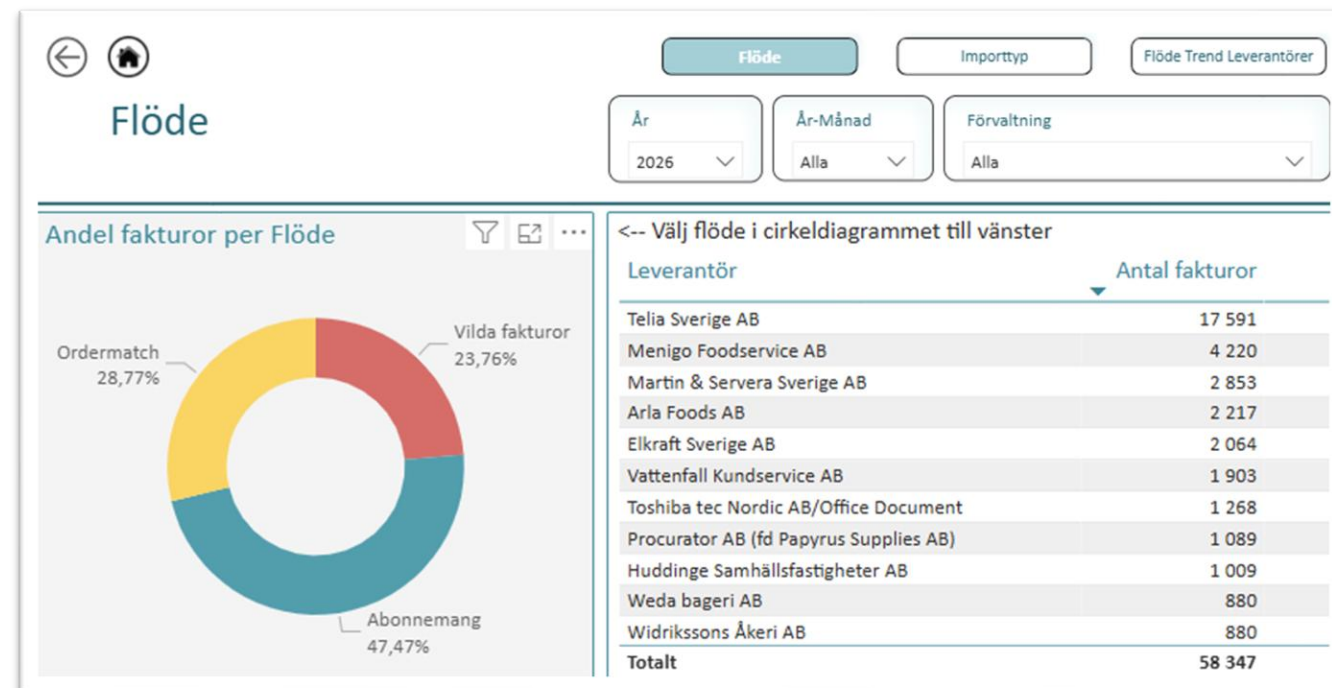 Flöde
Importtyp
Flöde Trend Leverantörer
Flöde
År
2026
År-Månad
Alla
Förvaltning
Alla
Andel fakturor per Flöde
Vilda fakturor
23,76%
Ordermatch
28,77%
Abonnemang
47,47%
<-- Välj flöde i cirkeldiagrammet till vänster
Leverantör Antal fakturor
Telia Sverige AB 17 591
Menigo Foodservice AB 4 220
Martin & Servera Sverige AB 2 853
Arla Foods AB 2 217
Elkraft Sverige AB 2 064
Vattenfall Kundservice AB 1 903
Toshiba tec Nordic AB/Office Document 1 268
Procurator AB (fd Papyrus Supplies AB) 1 089
Huddinge Samhällsfastigheter AB 1 009
Weda bageri AB 880
Widrikssons Åkeri AB 880
Totalt 58 347